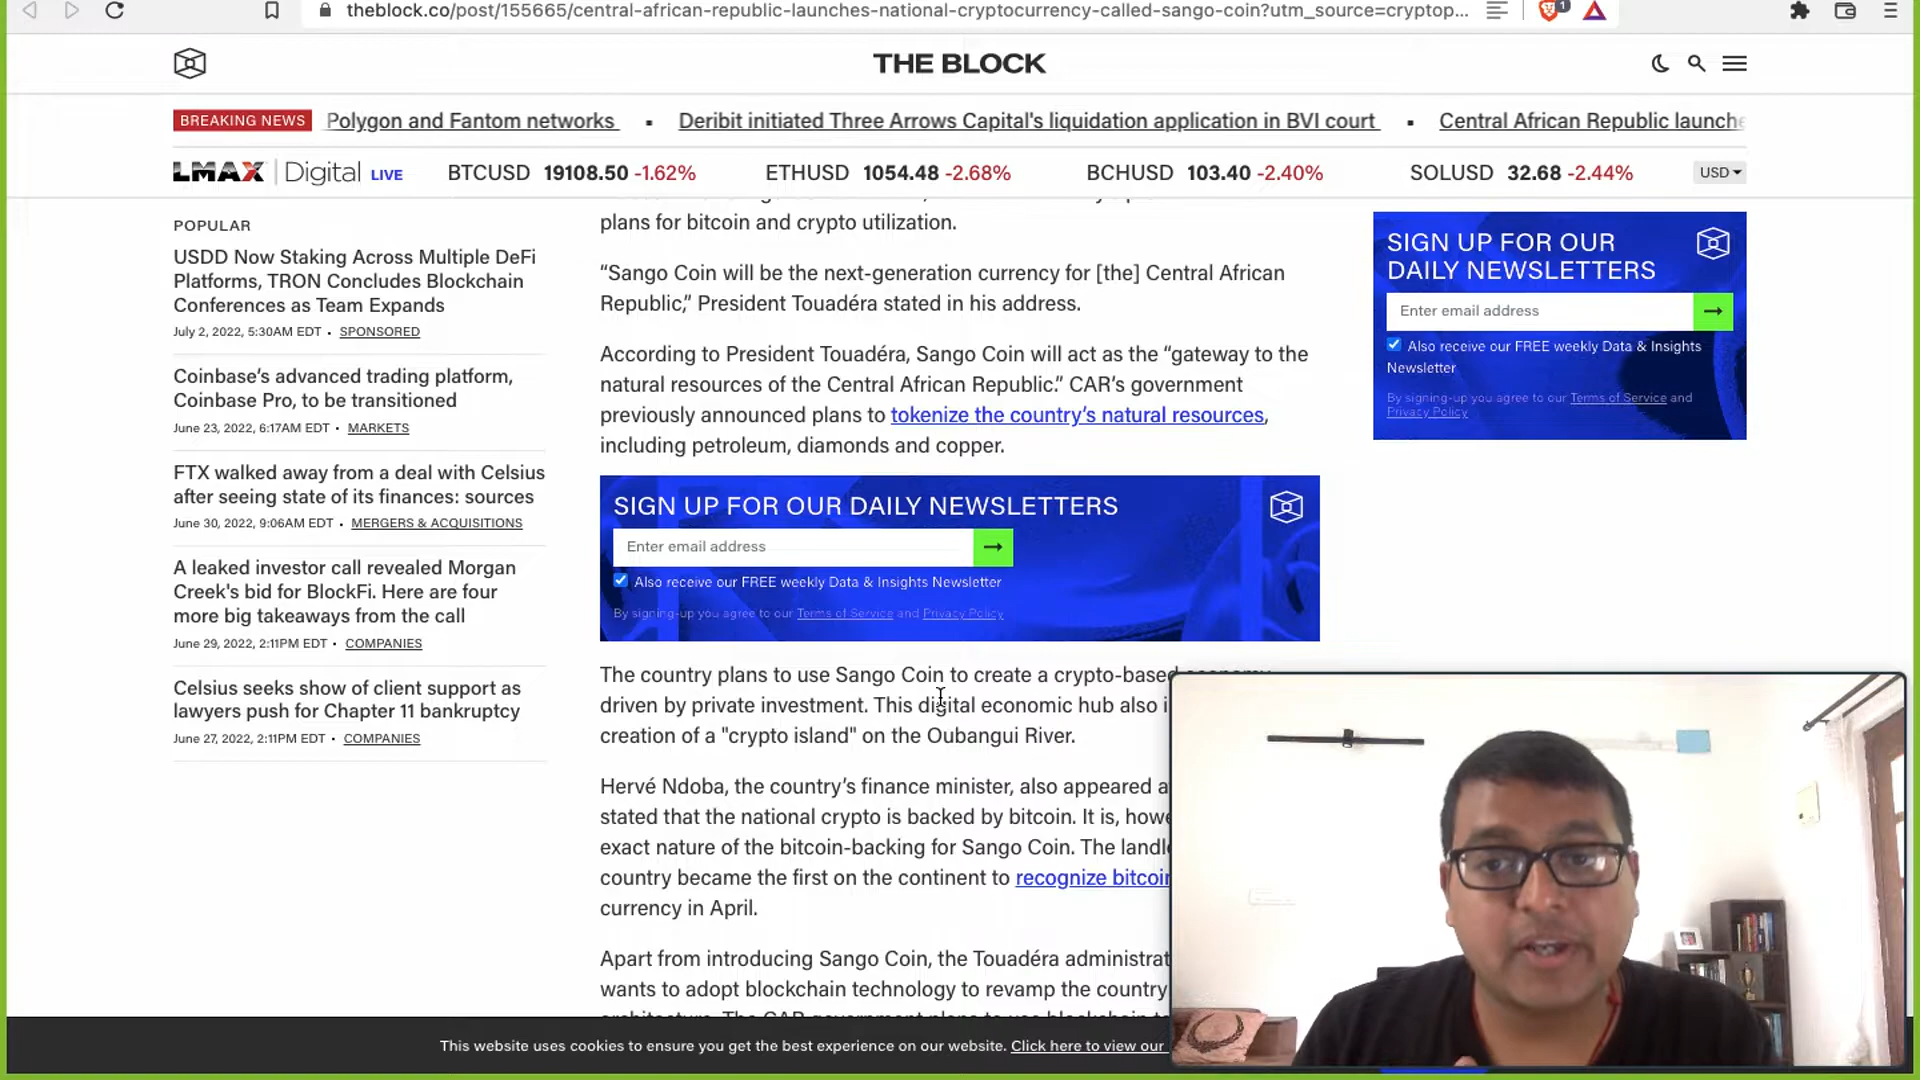 theblock.co/post/155665/central-african-republic-launches-national-cryptocurrency-called-sango-coin?utm_source=cryptop...
1
THE BLOCK
BREAKING NEWS
Polygon and Fantom networks
Deribit initiated Three Arrows Capital's liquidation application in BVI court
Central African Republic launche
LMAX Digital LIVE
BTCUSD 19108.50 -1.62%
ETHUSD 1054.48 -2.68%
BCHUSD 103.40 -2.40%
SOLUSD 32.68 -2.44%
USD
POPULAR
USDD Now Staking Across Multiple DeFi
Platforms, TRON Concludes Blockchain
Conferences as Team Expands
July 2, 2022, 5:30AM EDT • SPONSORED
Coinbase's advanced trading platform,
Coinbase Pro, to be transitioned
June 23, 2022, 6:17AM EDT • MARKETS
FTX walked away from a deal with Celsius
after seeing state of its finances: sources
June 30, 2022, 9:06AM EDT • MERGERS & ACQUISITIONS
A leaked investor call revealed Morgan
Creek's bid for BlockFi. Here are four
more big takeaways from the call
June 29, 2022, 2:11PM EDT • COMPANIES
Celsius seeks show of client support as
lawyers push for Chapter 11 bankruptcy
June 27, 2022, 2:11PM EDT • COMPANIES
plans for bitcoin and crypto utilization.
“Sango Coin will be the next-generation currency for [the] Central African
Republic,” President Touadéra stated in his address.
According to President Touadéra, Sango Coin will act as the “gateway to the
natural resources of the Central African Republic.” CAR’s government
previously announced plans to tokenize the country’s natural resources,
including petroleum, diamonds and copper.
SIGN UP FOR OUR DAILY NEWSLETTERS
Enter email address
Also receive our FREE weekly Data & Insights Newsletter
By signing-up you agree to our Terms of Service and Privacy Policy
The country plans to use Sango Coin to create a crypto-based economy
driven by private investment. This digital economic hub also i
creation of a "crypto island" on the Oubangui River.
Hervé Ndoba, the country’s finance minister, also appeared a
stated that the national crypto is backed by bitcoin. It is, howe
exact nature of the bitcoin-backing for Sango Coin. The landl
country became the first on the continent to recognize bitcoin
currency in April.
Apart from introducing Sango Coin, the Touadéra administrat
wants to adopt blockchain technology to revamp the country
SIGN UP FOR OUR
DAILY NEWSLETTERS
Enter email address
Also receive our FREE weekly Data & Insights
Newsletter
By signing-up you agree to our Terms of Service and
Privacy Policy
This website uses cookies to ensure you get the best experience on our website. Click here to view our